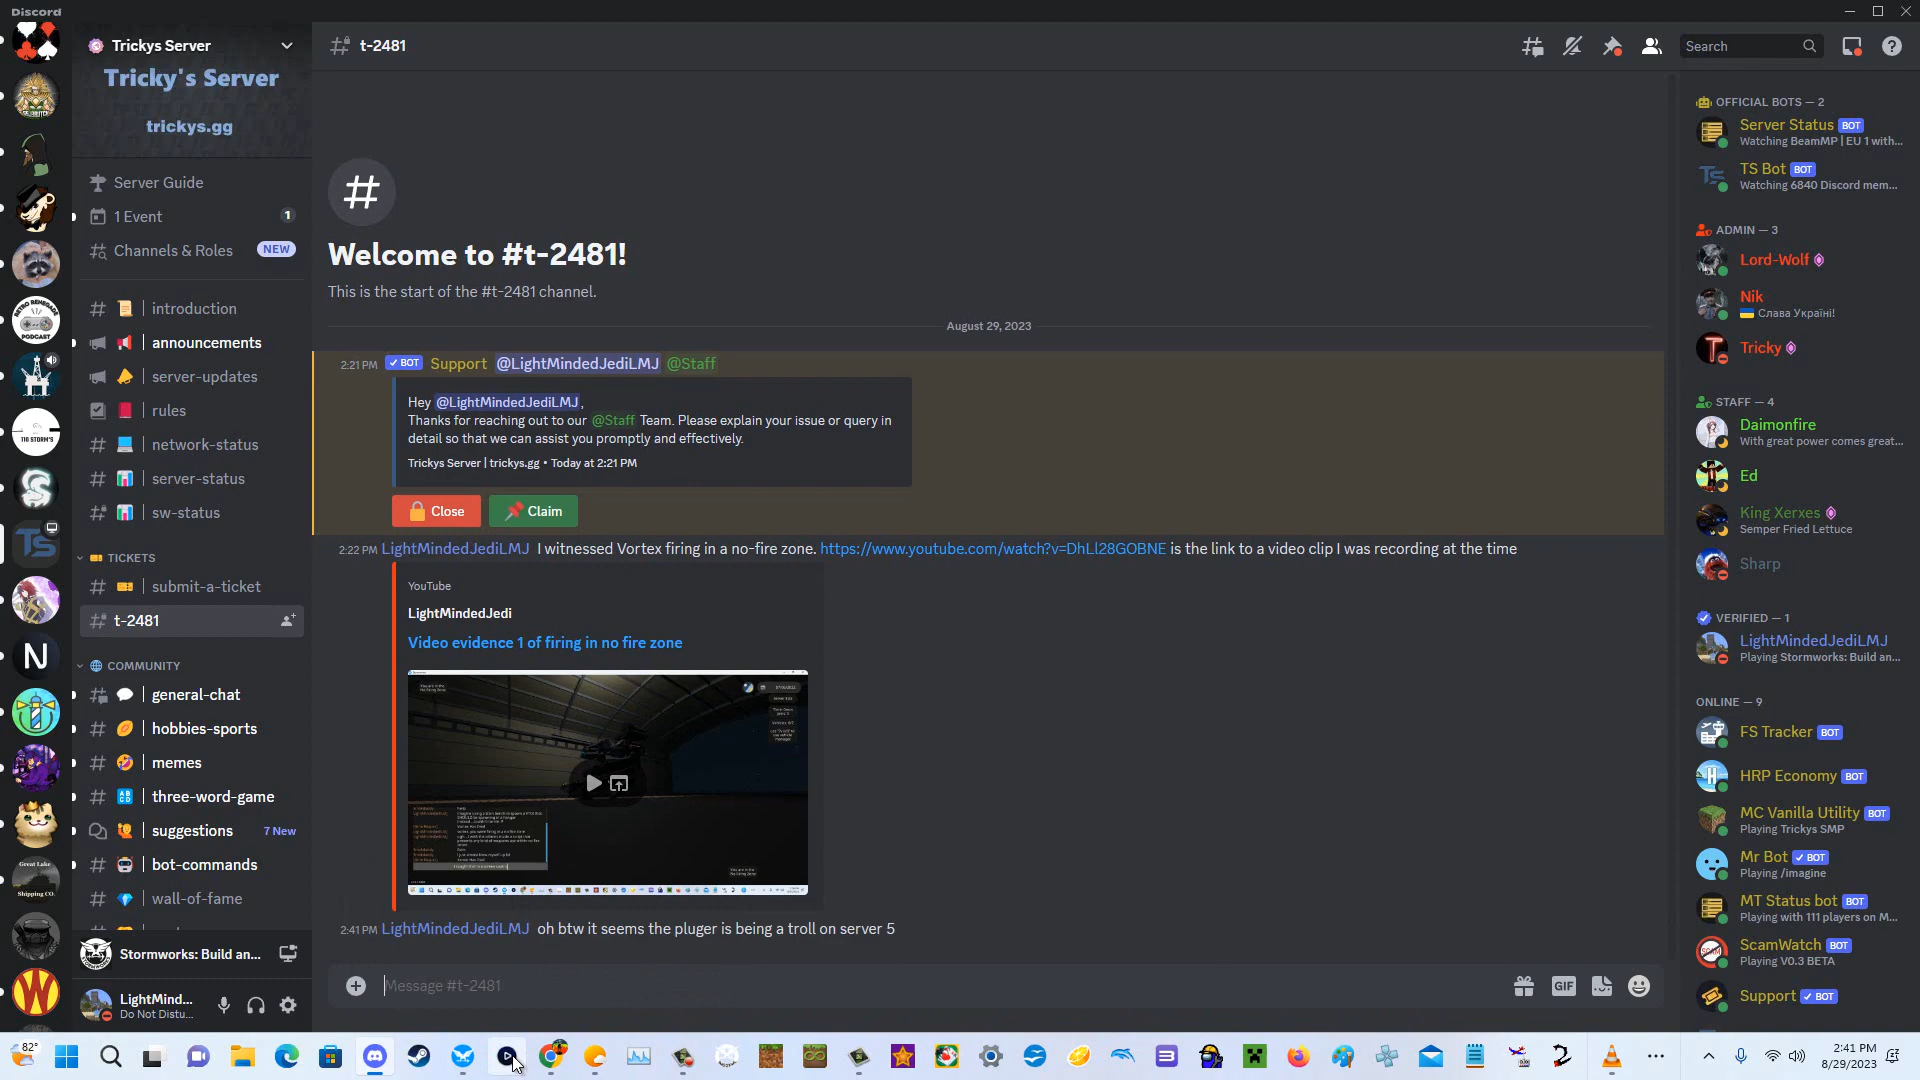 Discord
Trickys Server
Tricky's Server
trickys.gg
Server Guide
1 Event
1
Channels & Roles
NEW
introduction
announcements
server-updates
rules
network-status
server-status
sw-status
TICKETS
submit-a-ticket
t-2481
COMMUNITY
general-chat
hobbies-sports
memes
three-word-game
suggestions
7 New
bot-commands
wall-of-fame
Stormworks: Build an...
LightMind...
Do Not Distu...
t-2481
Search
Welcome to #t-2481!
This is the start of the #t-2481 channel.
August 29, 2023
2:21 PM BOT Support @LightMindedJediLMJ @Staff
Hey @LightMindedJediLMJ,
Thanks for reaching out to our @Staff Team. Please explain your issue or query in
detail so that we can assist you promptly and effectively.
Trickys Server | trickys.gg • Today at 2:21 PM
Close
Claim
2:22 PM LightMindedJediLMJ I witnessed Vortex firing in a no-fire zone. https://www.youtube.com/watch?v=DhLl28GOBNE is the link to a video clip I was recording at the time
YouTube
LightMindedJedi
Video evidence 1 of firing in no fire zone
2:41 PM LightMindedJediLMJ oh btw it seems the pluger is being a troll on server 5
Message #t-2481
GIF
OFFICIAL BOTS — 2
Server Status BOT
Watching BeamMP | EU 1 with...
TS Bot BOT
Watching 6840 Discord mem...
ADMIN — 3
Lord-Wolf
Nik
Слава Україні!
Tricky
STAFF — 4
Daimonfire
With great power comes great...
Ed
King Xerxes
Semper Fried Lettuce
Sharp
VERIFIED — 1
LightMindedJediLMJ
Playing Stormworks: Build an...
ONLINE — 9
FS Tracker BOT
HRP Economy BOT
MC Vanilla Utility BOT
Playing Trickys SMP
Mr Bot BOT
Playing /imagine
MT Status bot BOT
Playing with 111 players on M...
ScamWatch BOT
Playing V0.3 BETA
Support BOT
RETRO RENEGADE
PODCAST
110 STORM'S
TS
N
Great Lake
Shipping CO.
W
82°
2:41 PM
8/29/2023